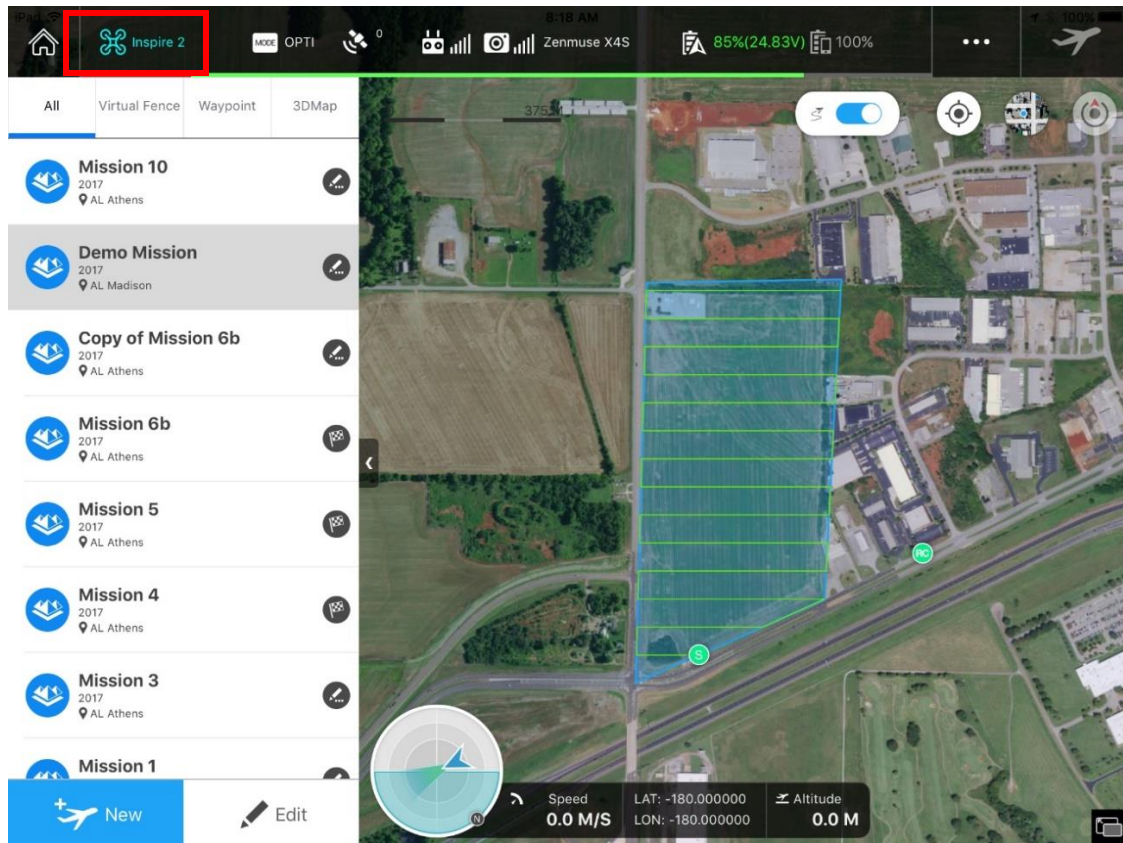 iPad 8:18 AM 100%
Inspire 2 MODE OPTI 0 Zenmuse X4S 85%(24.83V) 100% •••
All Virtual Fence Waypoint 3DMap
Mission 10
2017
AL Athens
Demo Mission
2017
AL Madison
Copy of Mission 6b
2017
AL Athens
Mission 6b
2017
AL Athens
Mission 5
2017
AL Athens
Mission 4
2017
AL Athens
Mission 3
2017
AL Athens
Mission 1
New Edit
RC
S
N
Speed
0.0 M/S
LAT: -180.000000
LON: -180.000000
Altitude
0.0 M